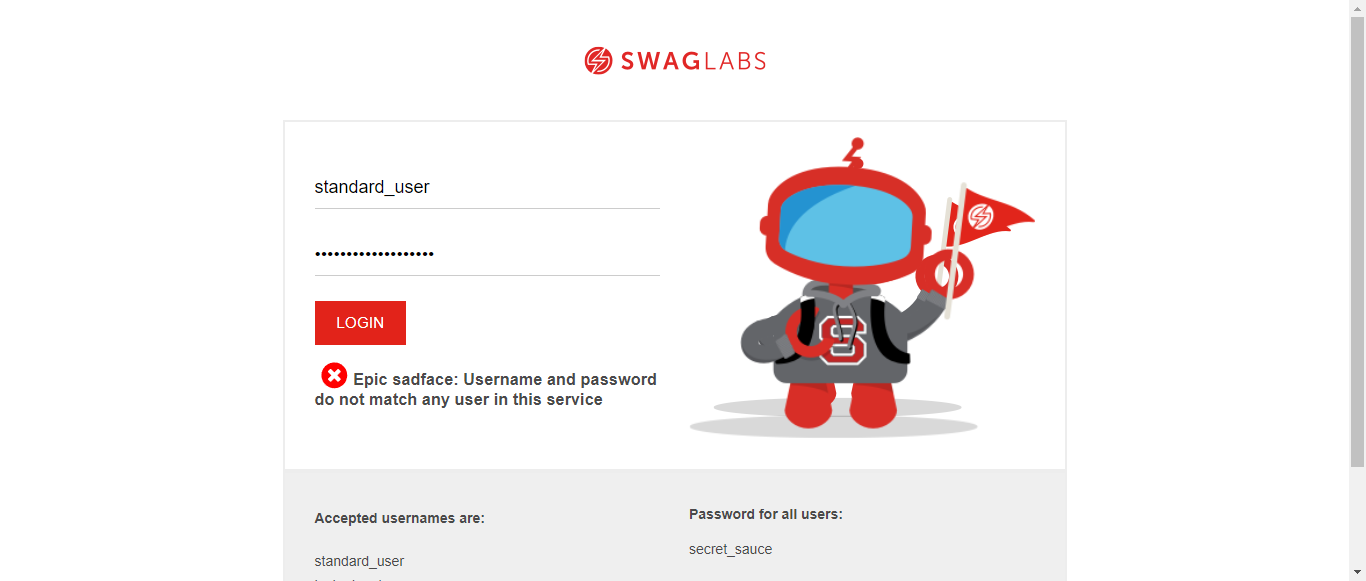 SWAGLABS
standard_user
•••••••••••••••••••
LOGIN
Epic sadface: Username and password
do not match any user in this service
S
Accepted usernames are:
Password for all users:
standard_user
secret_sauce